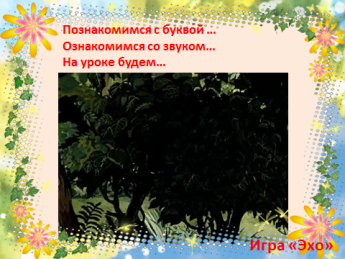 Познакомимся с буквой ...
Ознакомимся со звуком...
На уроке будем...
Игра «Эхо»